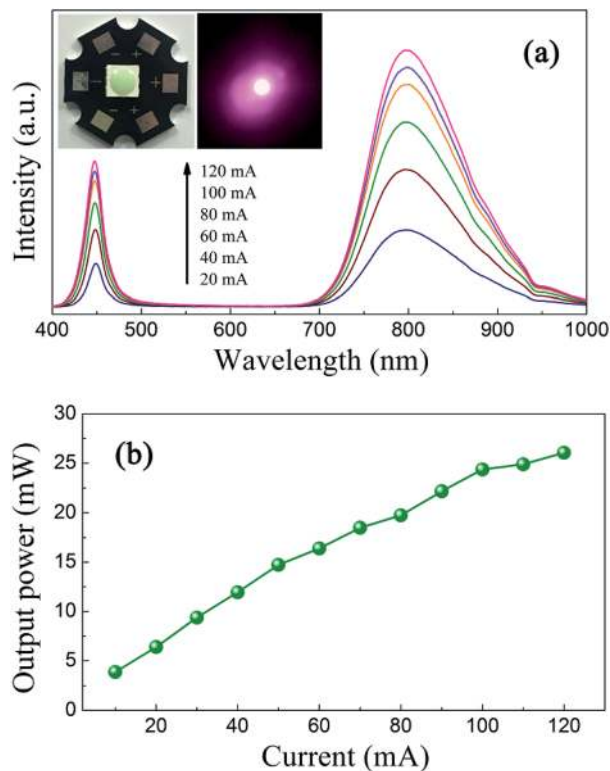 (a)
− +
− +
− +
120 mA
100 mA
80 mA
60 mA
40 mA
20 mA
Intensity (a.u.)
400 500 600 700 800 900 1000
Wavelength (nm)
(b)
30
25
20
15
10
5
0
Output power (mW)
20 40 60 80 100 120
Current (mA)